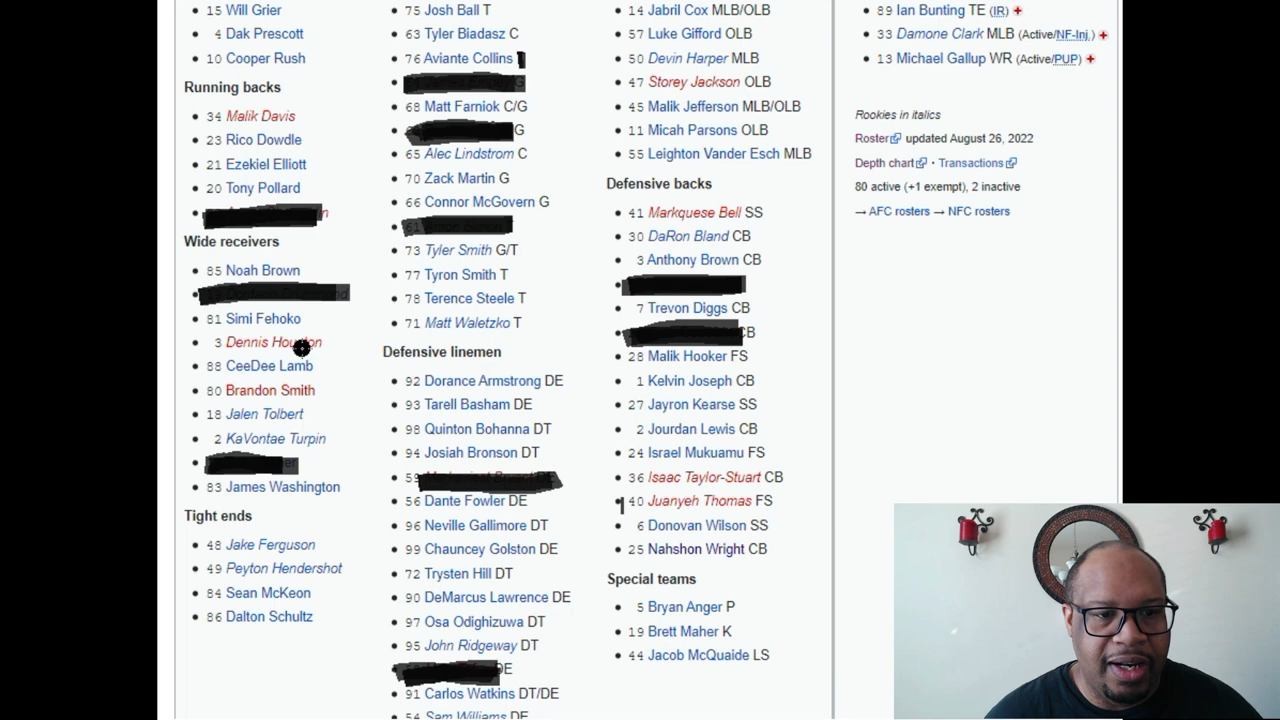 15 Will Grier
4 Dak Prescott
10 Cooper Rush
Running backs
34 Malik Davis
23 Rico Dowdle
21 Ezekiel Elliott
20 Tony Pollard
Wide receivers
85 Noah Brown
81 Simi Fehoko
3 Dennis Houston
88 CeeDee Lamb
80 Brandon Smith
18 Jalen Tolbert
2 KaVontae Turpin
83 James Washington
Tight ends
48 Jake Ferguson
49 Peyton Hendershot
84 Sean McKeon
86 Dalton Schultz
75 Josh Ball T
63 Tyler Biadasz C
76 Aviante Collins
68 Matt Farniok C/G
G
65 Alec Lindstrom C
70 Zack Martin G
66 Connor McGovern G
73 Tyler Smith G/T
77 Tyron Smith T
78 Terence Steele T
71 Matt Waletzko T
Defensive linemen
92 Dorance Armstrong DE
93 Tarell Basham DE
98 Quinton Bohanna DT
94 Josiah Bronson DT
59
56 Dante Fowler DE
96 Neville Gallimore DT
99 Chauncey Golston DE
72 Trysten Hill DT
90 DeMarcus Lawrence DE
97 Osa Odighizuwa DT
95 John Ridgeway DT
DE
91 Carlos Watkins DT/DE
54 Sam Williams DE
14 Jabril Cox MLB/OLB
57 Luke Gifford OLB
50 Devin Harper MLB
47 Storey Jackson OLB
45 Malik Jefferson MLB/OLB
11 Micah Parsons OLB
55 Leighton Vander Esch MLB
Defensive backs
41 Markquese Bell SS
30 DaRon Bland CB
3 Anthony Brown CB
7 Trevon Diggs CB
CB
28 Malik Hooker FS
1 Kelvin Joseph CB
27 Jayron Kearse SS
2 Jourdan Lewis CB
24 Israel Mukuamu FS
36 Isaac Taylor-Stuart CB
40 Juanyeh Thomas FS
6 Donovan Wilson SS
25 Nahshon Wright CB
Special teams
5 Bryan Anger P
19 Brett Maher K
44 Jacob McQuaide LS
89 Ian Bunting TE (IR)
33 Damone Clark MLB (Active/NF-Inj.)
13 Michael Gallup WR (Active/PUP)
Rookies in italics
Roster updated August 26, 2022
Depth chart · Transactions
80 active (+1 exempt), 2 inactive
→ AFC rosters → NFC rosters